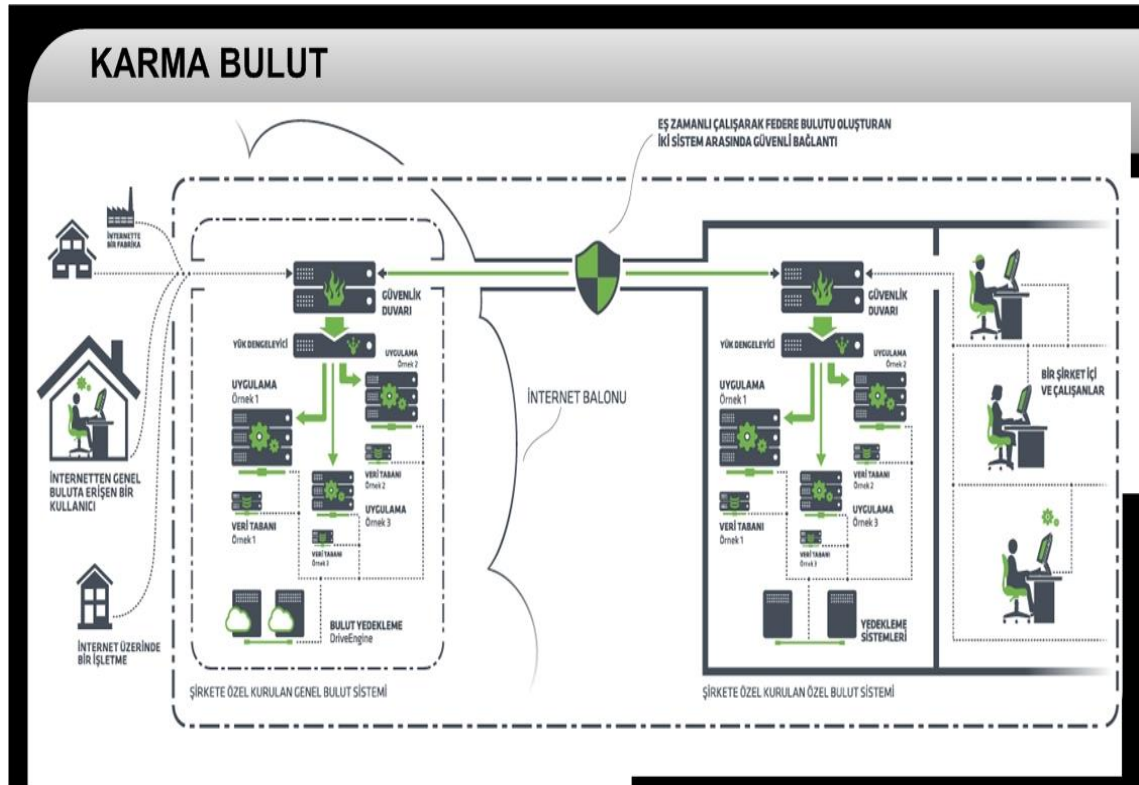 KARMA BULUT
EŞ ZAMANLI ÇALIŞARAK FEDERE BULUTU OLUŞTURAN
İKİ SİSTEM ARASINDA GÜVENLİ BAĞLANTI
İNTERNETTE
BİR FABRİKA
İNTERNETTEN GENEL
BULUTA ERİŞEN BİR
KULLANICI
İNTERNET ÜZERİNDE
BİR İŞLETME
GÜVENLİK
DUVARI
YÜK DENGELEYİCİ
UYGULAMA
Örnek 2
UYGULAMA
Örnek 1
VERİ TABANI
Örnek 2
VERİ TABANI
Örnek 1
UYGULAMA
Örnek 3
VERİ TABANI
Örnek 3
BULUT YEDEKLEME
DriveEngine
ŞİRKETE ÖZEL KURULAN GENEL BULUT SİSTEMİ
İNTERNET BALONU
GÜVENLİK
DUVARI
YÜK DENGELEYİCİ
UYGULAMA
Örnek 2
UYGULAMA
Örnek 1
VERİ TABANI
Örnek 2
VERİ TABANI
Örnek 1
UYGULAMA
Örnek 3
VERİ TABANI
Örnek 3
YEDEKLEME
SİSTEMLERİ
ŞİRKETE ÖZEL KURULAN ÖZEL BULUT SİSTEMİ
BİR ŞİRKET İÇİ
VE ÇALIŞANLAR